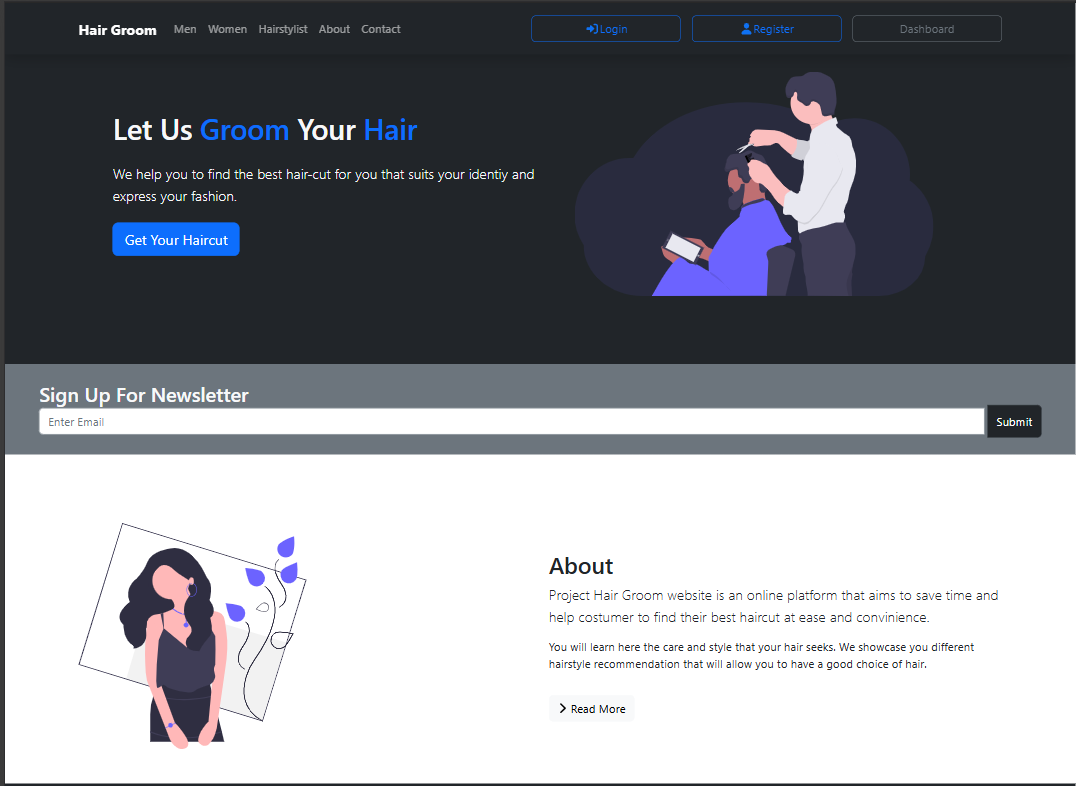 Hair Groom Men Women Hairstylist About Contact Login Register Dashboard
Let Us Groom Your Hair
We help you to find the best hair-cut for you that suits your identiy and
express your fashion.
Get Your Haircut
Sign Up For Newsletter
Enter Email Submit
About
Project Hair Groom website is an online platform that aims to save time and
help costumer to find their best haircut at ease and convinience.
You will learn here the care and style that your hair seeks. We showcase you different
hairstyle recommendation that will allow you to have a good choice of hair.
Read More